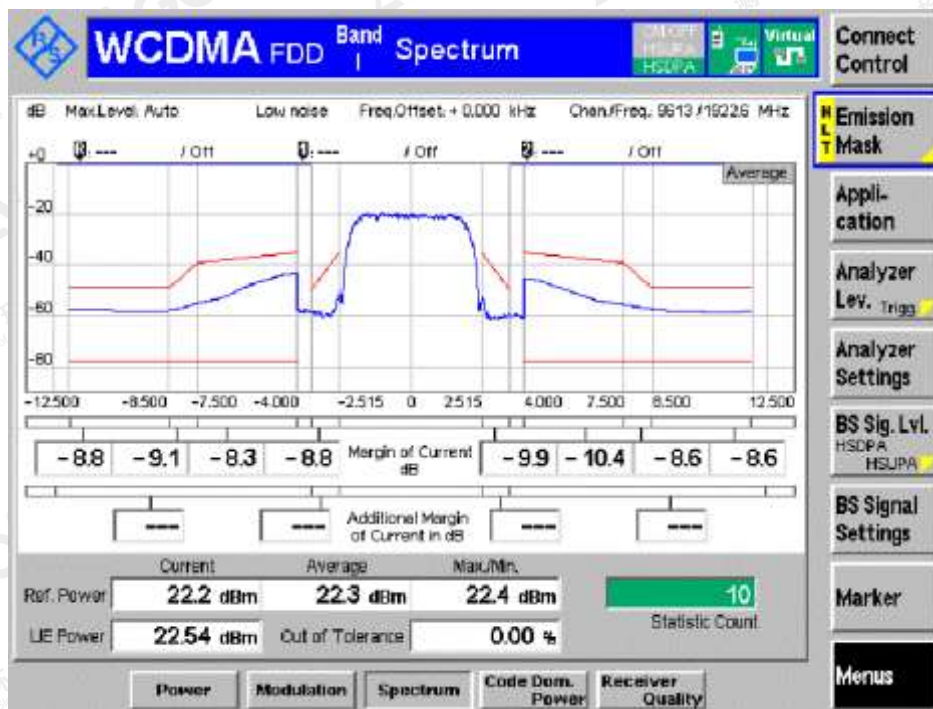 WCDMA FDD Band I Spectrum
HSDPA
Virtual
Connect Control
dB Max.Level: Auto Low noise Freq.Offset: + 0.000 kHz Chan./Freq.: 9613 / 1922.6 MHz
--- / Off --- / Off 2 --- / Off
Average
+0
-20
-40
-60
-80
-12.500 -8.500 -7.500 -4.000 -2.515 0 2.515 4.000 7.500 8.500 12.500
-8.8 -9.1 -8.3 -8.8 Margin of Current dB -9.9 -10.4 -8.6 -8.6
--- --- Additional Margin of Current in dB --- ---
Current Average Max./Min.
Ref. Power 22.2 dBm 22.3 dBm 22.4 dBm 10
Statistic Count
UE Power 22.54 dBm Out of Tolerance 0.00 %
Power Modulation Spectrum Code Dom. Power Receiver Quality
HLT Emission Mask
Appli-
cation
Analyzer
Lev. Trigg.
Analyzer
Settings
BS Sig. Lvl.
HSDPA
HSUPA
BS Signal
Settings
Marker
Menus